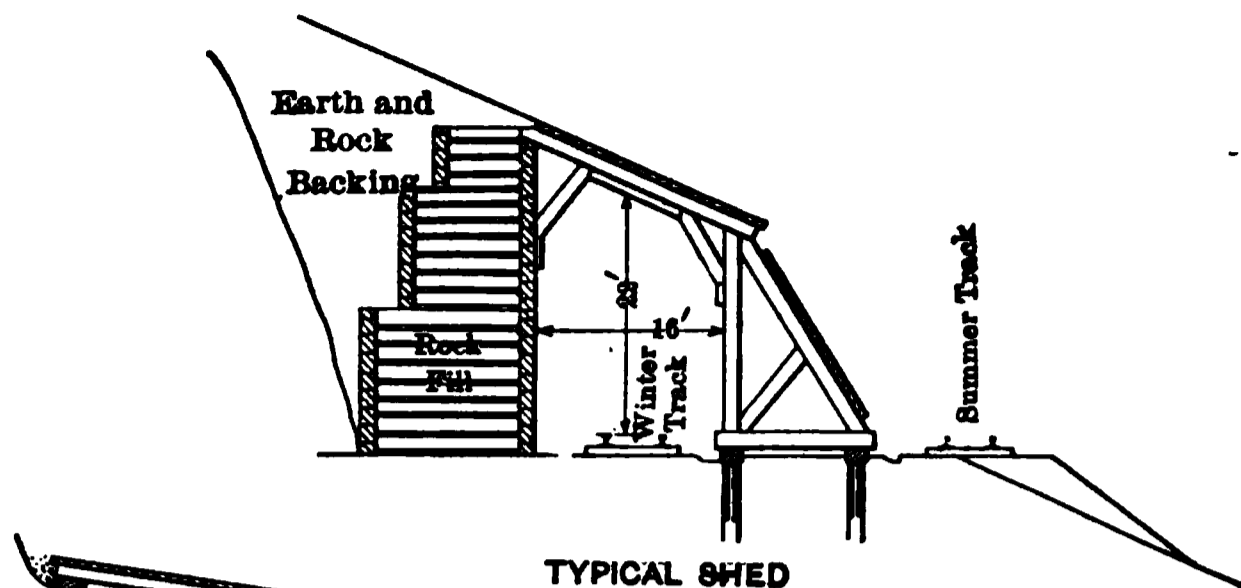 Earth and
Rock
Backing
22'
16'
Rock
Fill
Winter
Track
Summer Track
TYPICAL SHED